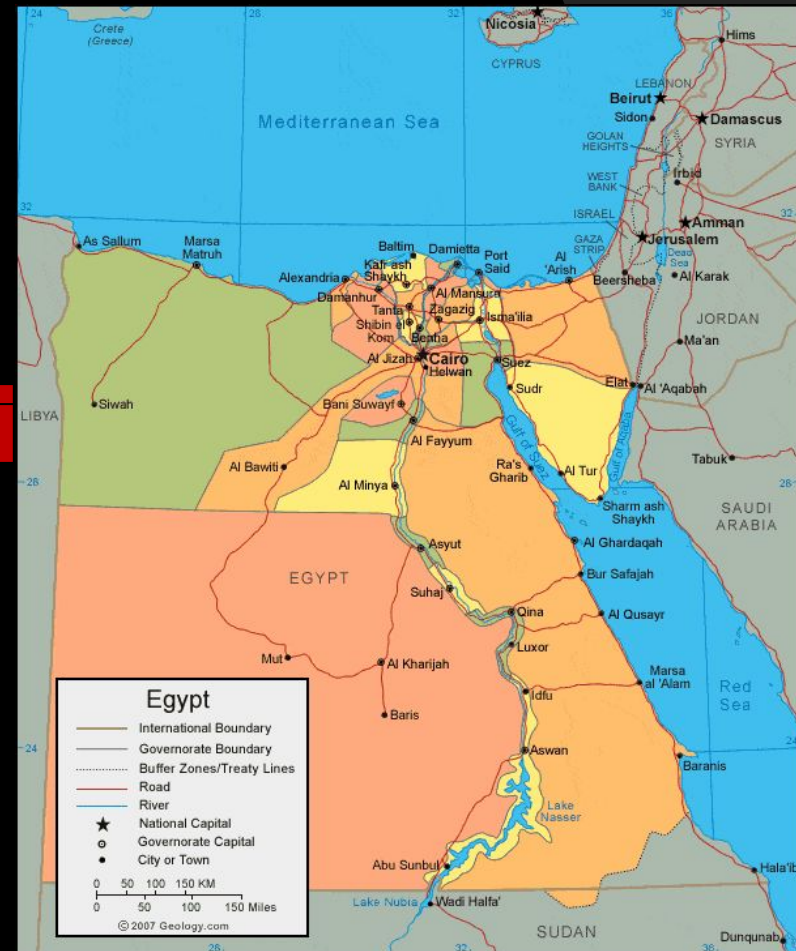 24
32
36
Crete
(Greece)
Nicosia
CYPRUS
Hims
LEBANON
Beirut
Sidon
Damascus
SYRIA
GOLAN
HEIGHTS
Mediterranean Sea
WEST
BANK
Irbid
32
32
As Sallum
Marsa
Matruh
Baltim
Damietta
Kafr ash
Shaykh
Port
Said
Al
'Arish
ISRAEL
GAZA
STRIP
Amman
Jerusalem
Dead
Sea
Alexandria
Damanhur
Al Mansura
Beersheba
Al Karak
Tanta
Zagazig
Isma'ilia
Shibin el
Kom
Benha
JORDAN
Al Jizah
Cairo
Helwan
Suez
Ma'an
LIBYA
Siwah
Bani Suwayf
Sudr
Elat
Al 'Aqabah
Al Fayyum
Gulf of Suez
Gulf of Aqaba
Al Bawiti
Ra's
Gharib
Al Tur
Tabuk
28
28
Al Minya
Sharm ash
Shaykh
SAUDI
ARABIA
Asyut
Al Ghardaqah
EGYPT
Suhaj
Bur Safajah
Qina
Al Qusayr
Luxor
Mut
Al Kharijah
Marsa
al 'Alam
Idfu
Red
Sea
Baris
24
24
Aswan
Baranis
Lake
Nasser
Abu Sunbul
Hala'ib
Lake Nubia
Wadi Halfa'
SUDAN
Dunqunab
26
32
36
Egypt
International Boundary
Governorate Boundary
Buffer Zones/Treaty Lines
Road
River
National Capital
Governorate Capital
City or Town
0 50 100 150 KM
0 50 100 150 Miles
© 2007 Geology.com